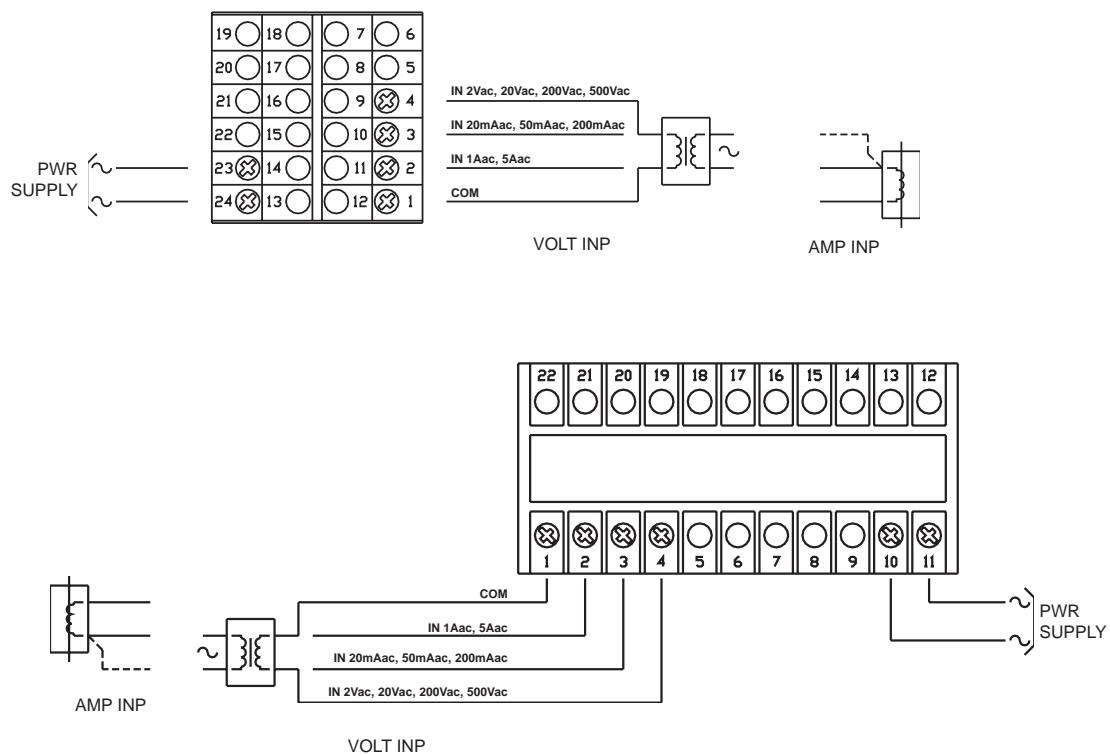 19 18 7 6
20 17 8 5
21 16 9 4
22 15 10 3
23 14 11 2
24 13 12 1
PWR
SUPPLY
IN 2Vac, 20Vac, 200Vac, 500Vac
IN 20mAac, 50mAac, 200mAac
IN 1Aac, 5Aac
COM
VOLT INP
AMP INP
22 21 20 19 18 17 16 15 14 13 12
1 2 3 4 5 6 7 8 9 10 11
COM
IN 1Aac, 5Aac
IN 20mAac, 50mAac, 200mAac
IN 2Vac, 20Vac, 200Vac, 500Vac
PWR
SUPPLY
AMP INP
VOLT INP